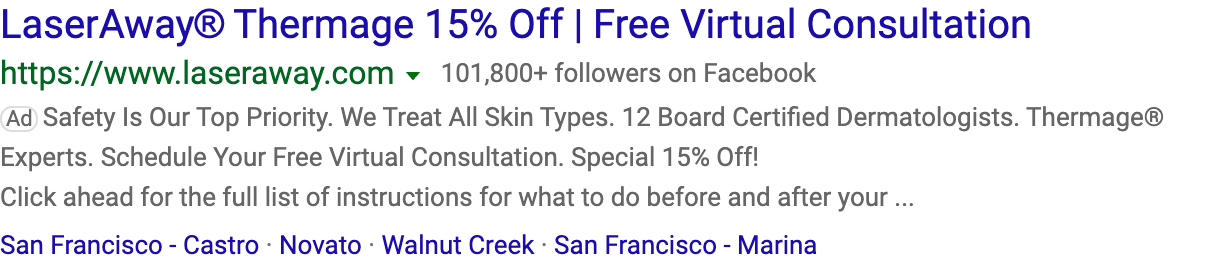 LaserAway® Thermage 15% Off | Free Virtual Consultation
https://www.laseraway.com 101,800+ followers on Facebook
Ad Safety Is Our Top Priority. We Treat All Skin Types. 12 Board Certified Dermatologists. Thermage®
Experts. Schedule Your Free Virtual Consultation. Special 15% Off!
Click ahead for the full list of instructions for what to do before and after your ...
San Francisco - Castro · Novato · Walnut Creek · San Francisco - Marina